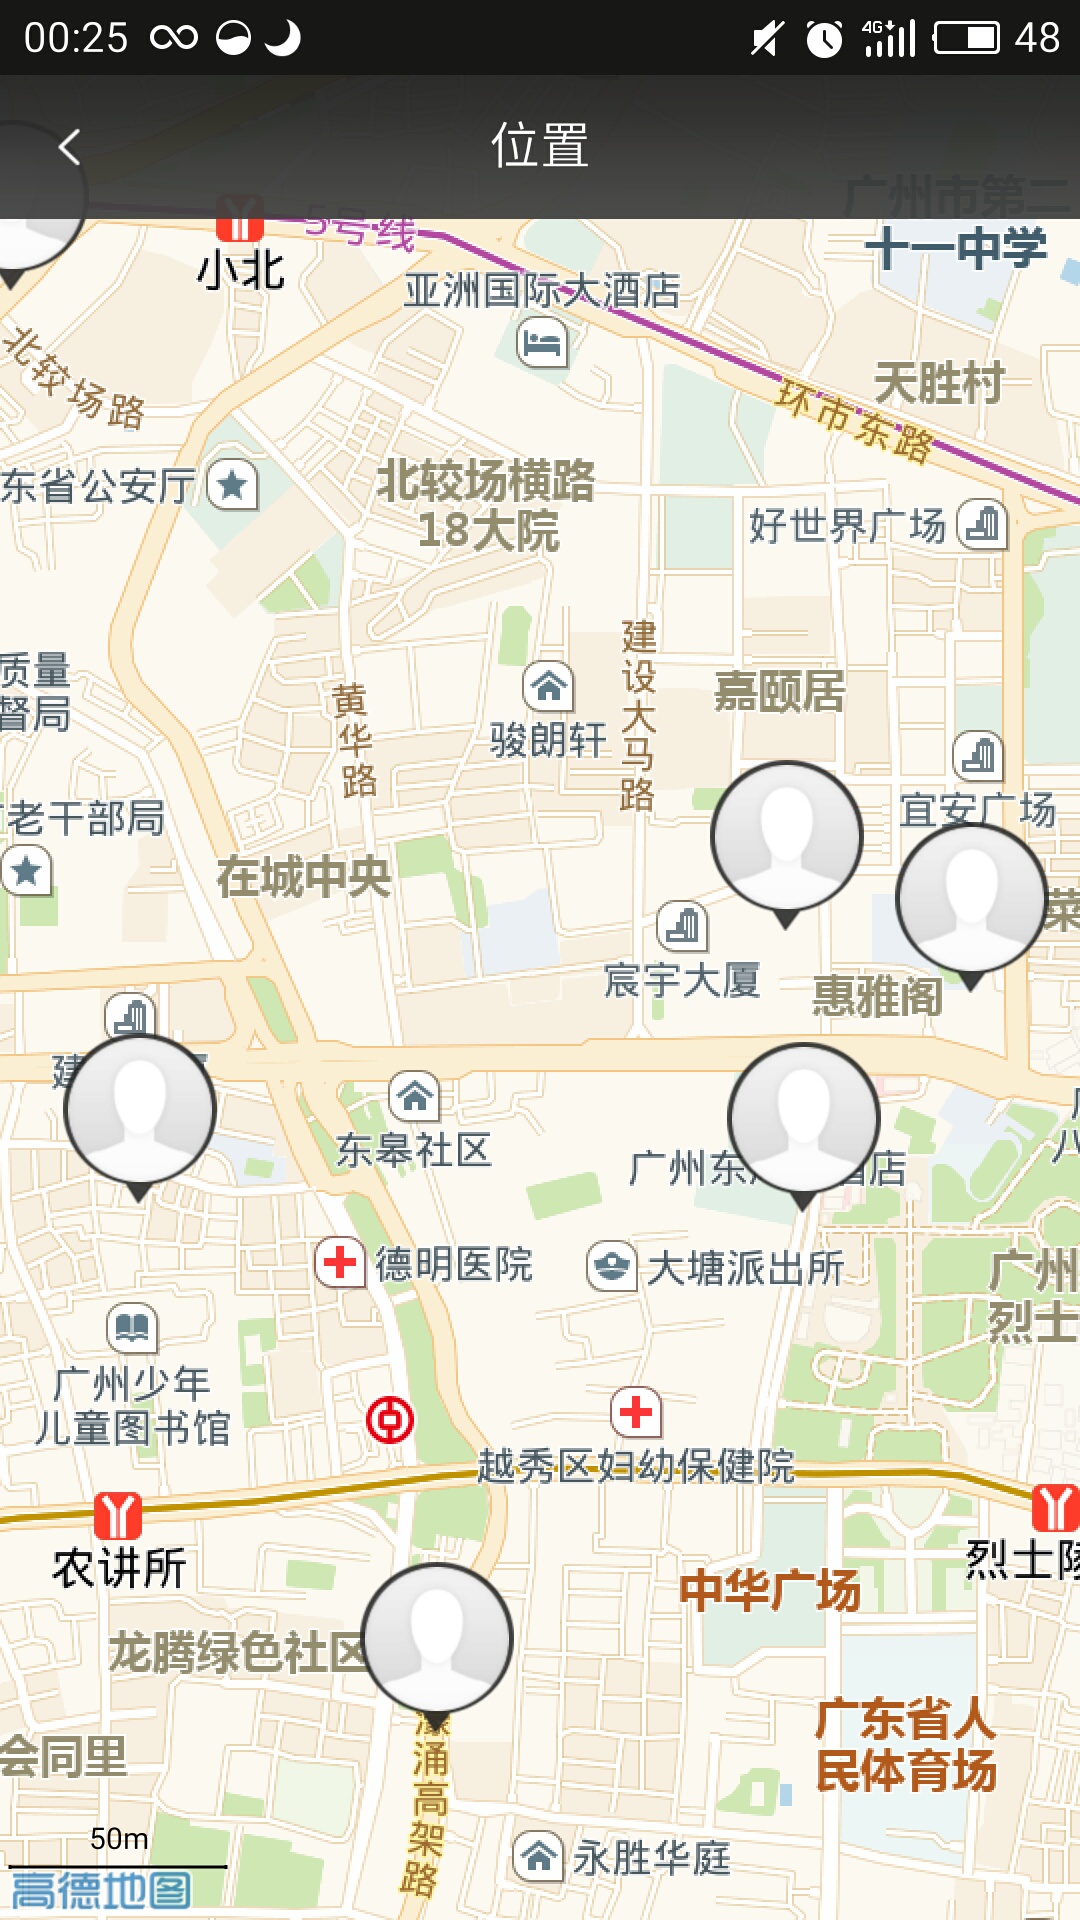 00:25
4G
48
位置
广州市第二
十一中学
5号线
小北
亚洲国际大酒店
北较场路
天胜村
环市东路
东省公安厅
北较场横路
18大院
好世界广场
质量
督局
建设大马路
嘉颐居
黄华路
骏朗轩
老干部局
宜安广场
在城中央
菜
宸宇大厦
惠雅阁
建
东皋社区
广州东
酒店
八
德明医院
大塘派出所
广州
烈士
广州少年
儿童图书馆
越秀区妇幼保健院
农讲所
烈士陵
中华广场
龙腾绿色社区
广东省人
民体育场
会同里
濠涌高架路
50m
永胜华庭
高德地图